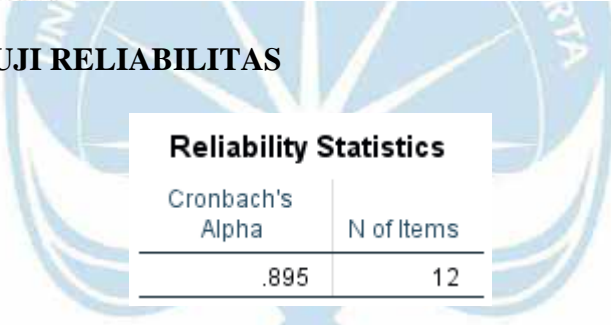 UJI RELIABILITAS
Reliability Statistics
Cronbach's
Alpha
N of Items
.895
12